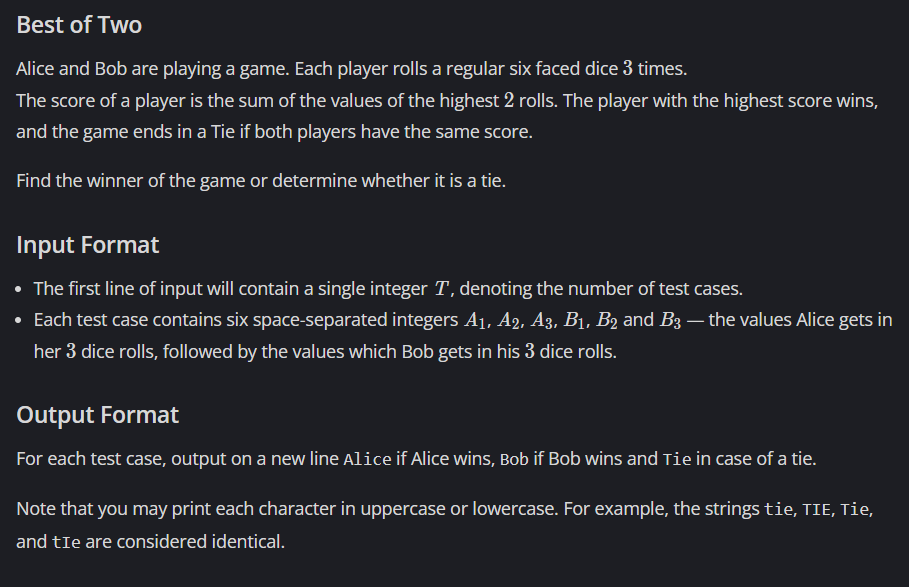 Best of Two
Alice and Bob are playing a game. Each player rolls a regular six faced dice 3 times.
The score of a player is the sum of the values of the highest 2 rolls. The player with the highest score wins,
and the game ends in a Tie if both players have the same score.
Find the winner of the game or determine whether it is a tie.
Input Format
• The first line of input will contain a single integer T, denoting the number of test cases.
• Each test case contains six space-separated integers A₁, A₂, A₃, B₁, B₂ and B₃ — the values Alice gets in
her 3 dice rolls, followed by the values which Bob gets in his 3 dice rolls.
Output Format
For each test case, output on a new line Alice if Alice wins, Bob if Bob wins and Tie in case of a tie.
Note that you may print each character in uppercase or lowercase. For example, the strings tie, TIE, Tie,
and tIe are considered identical.